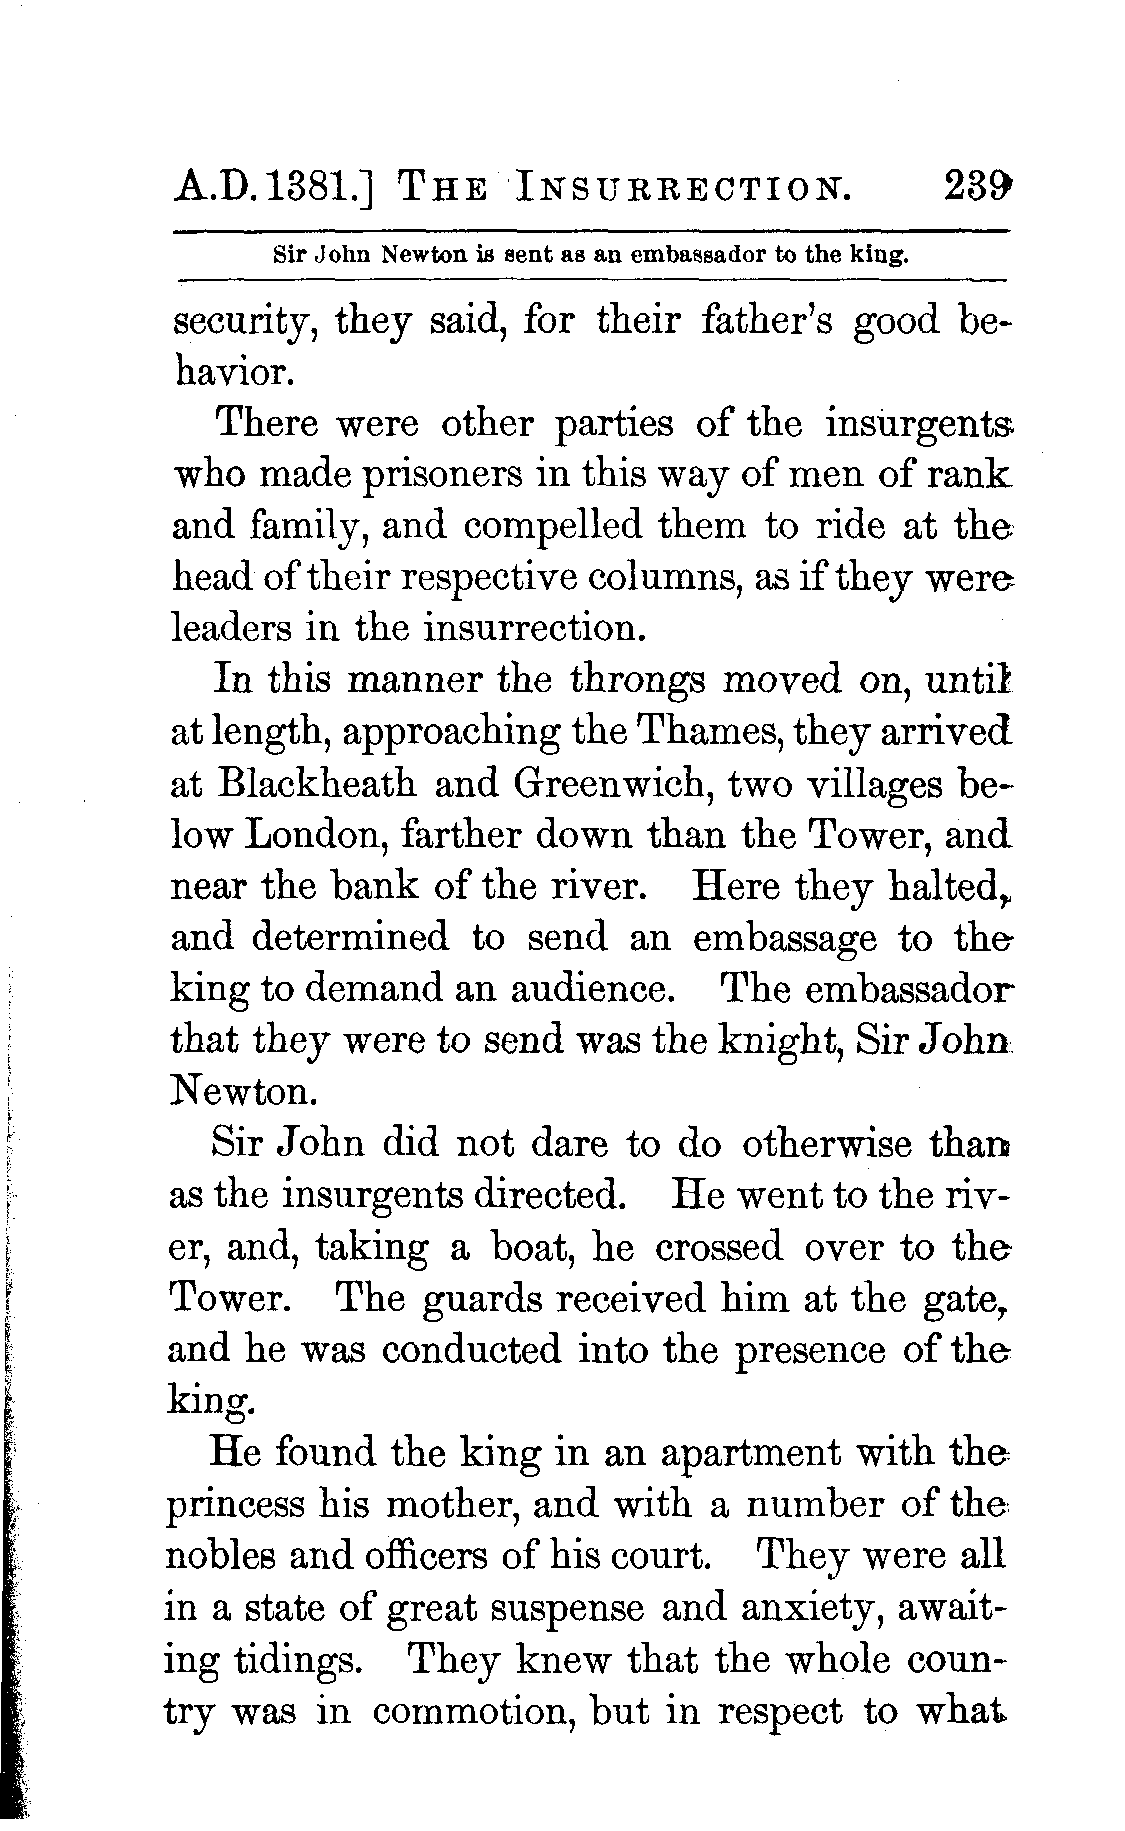 A.D. 1381.] THE INSURRECTION. 239
Sir John Newton is sent as an embassador to the king.
security, they said, for their father's good be-
havior.
There were other parties of the insurgents
who made prisoners in this way of men of rank
and family, and compelled them to ride at the
head of their respective columns, as if they were
leaders in the insurrection.
In this manner the throngs moved on, until
at length, approaching the Thames, they arrived
at Blackheath and Greenwich, two villages be-
low London, farther down than the Tower, and
near the bank of the river. Here they halted,
and determined to send an embassage to the
king to demand an audience. The embassador
that they were to send was the knight, Sir John
Newton.
Sir John did not dare to do otherwise than
as the insurgents directed. He went to the riv-
er, and, taking a boat, he crossed over to the
Tower. The guards received him at the gate,
and he was conducted into the presence of the
king.
He found the king in an apartment with the
princess his mother, and with a number of the
nobles and officers of his court. They were all
in a state of great suspense and anxiety, await-
ing tidings. They knew that the whole coun-
try was in commotion, but in respect to what